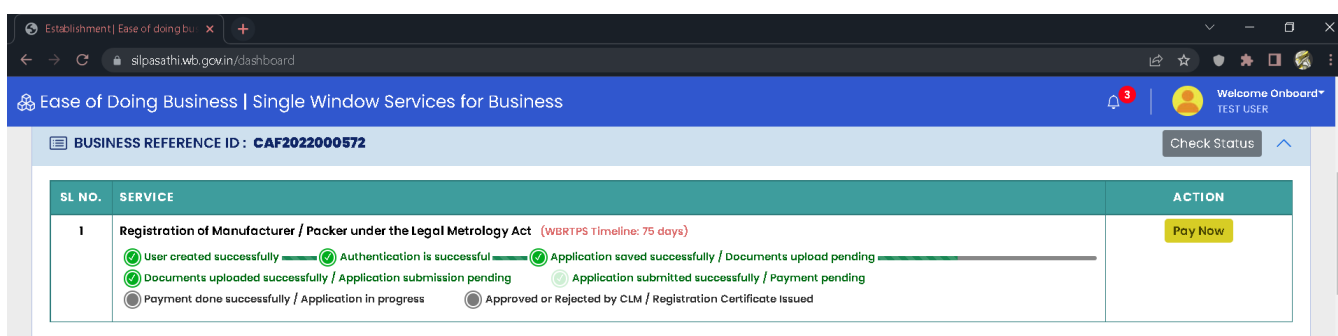 Establishment | Ease of doing bu
silpasathi.wb.gov.in/dashboard
Ease of Doing Business | Single Window Services for Business
3
Welcome Onboard
TEST USER
BUSINESS REFERENCE ID : CAF2022000572
Check Status
SL NO. SERVICE ACTION
1 Registration of Manufacturer / Packer under the Legal Metrology Act (WBRTPS Timeline: 75 days) Pay Now
User created successfully Authentication is successful Application saved successfully / Documents upload pending
Documents uploaded successfully / Application submission pending Application submitted successfully / Payment pending
Payment done successfully / Application in progress Approved or Rejected by CLM / Registration Certificate Issued